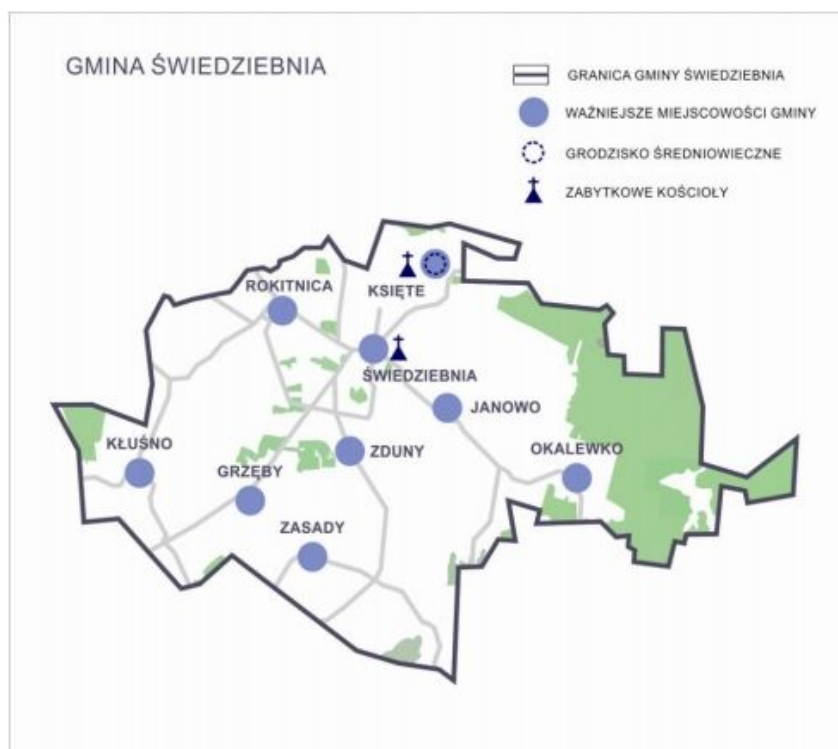 GMINA ŚWIEDZIEBNIA
GRANICA GMINY ŚWIEDZIEBNIA
WAŻNIEJSZE MIEJSCOWOŚCI GMINY
GRODZISKO ŚREDNIOWIECZNE
ZABYTKOWE KOŚCIOŁY
ROKITNICA
KSIĘTE
ŚWIEDZIEBNIA
JANOWO
KŁUŚNO
GRZĘBY
ZDUNY
OKALEWKO
ZASADY